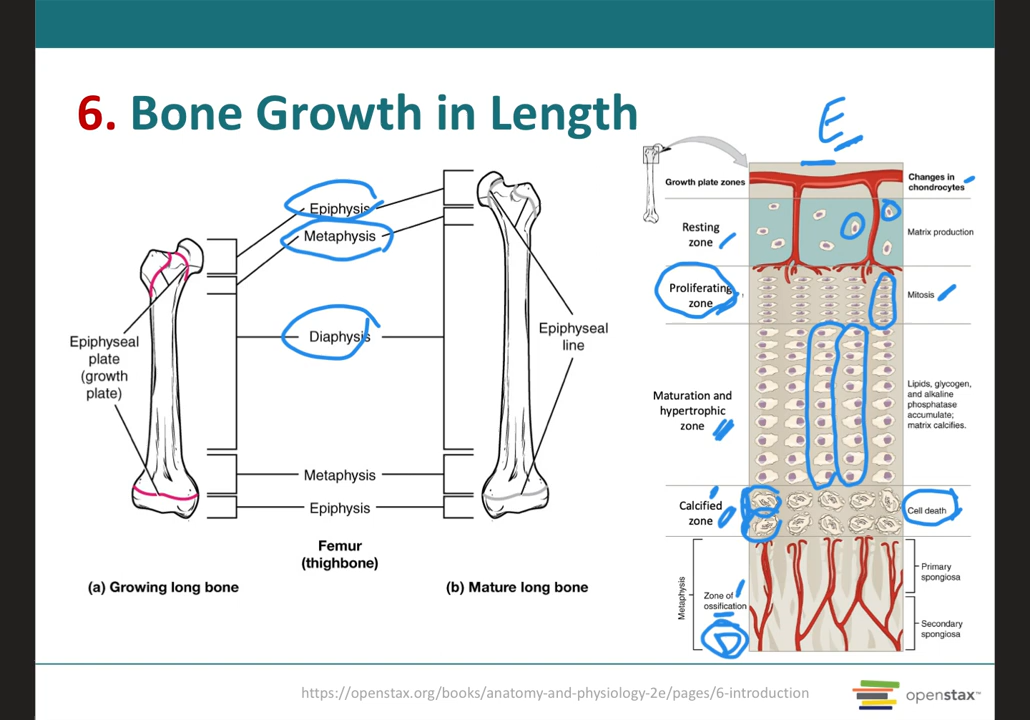 6. Bone Growth in Length
E
Epiphysis
Metaphysis
Diaphysis
Epiphyseal
plate
(growth
plate)
Epiphyseal
line
Metaphysis
Epiphysis
Femur
(thighbone)
(a) Growing long bone
(b) Mature long bone
Growth plate zones
Changes in
chondrocytes
Resting
zone
Matrix production
Proliferating
zone
Mitosis
Maturation and
hypertrophic
zone
Lipids, glycogen,
and alkaline
phosphatase
accumulate;
matrix calcifies.
Calcified
zone
Cell death
Metaphysis
Zone of
ossification
D
Primary
spongiosa
Secondary
spongiosa
https://openstax.org/books/anatomy-and-physiology-2e/pages/6-introduction
openstax™